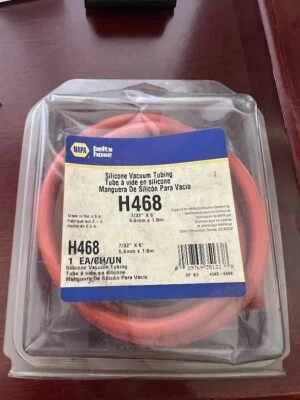 NAPA belts hose
Silicone Vacuum Tubing
Tube à vide en silicone
Manguera De Silicón Para Vacío
H468
7/32" X 6'
5.6mm x 1.8m
Made in U.S.A.
H468
7/32" X 6'
5.6mm x 1.8m
1 EA/CH/UN
Silicone Vacuum Tubing
Tube à vide en silicone
Manguera De Silicón Para Vacío